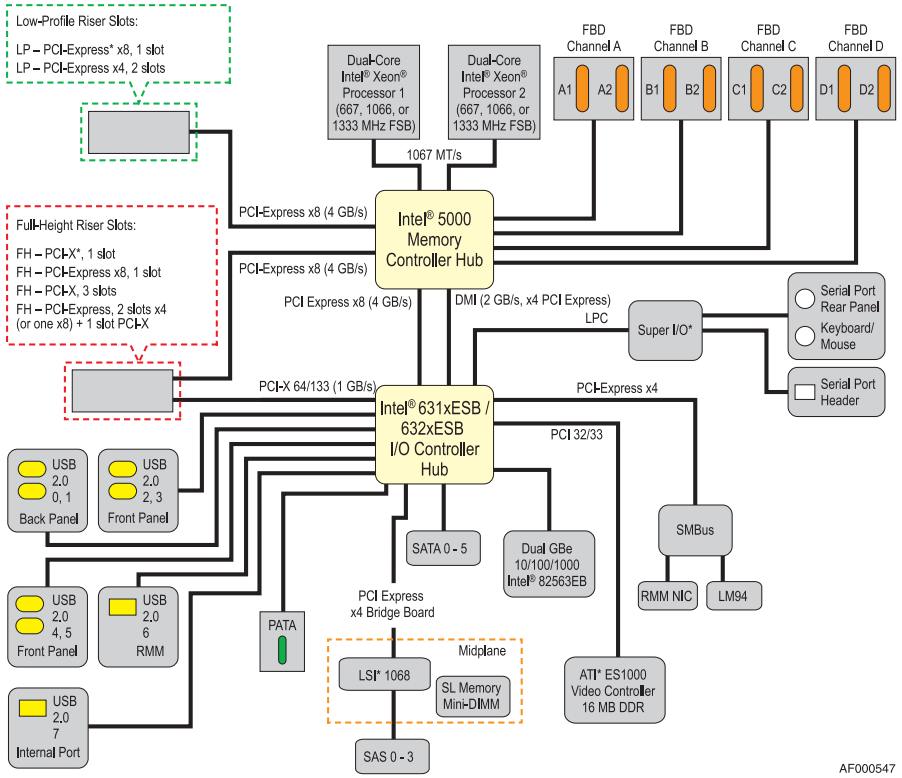 Low-Profile Riser Slots:
LP – PCI-Express* x8, 1 slot
LP – PCI-Express x4, 2 slots
Dual-Core
Intel® Xeon®
Processor 1
(667, 1066, or
1333 MHz FSB)
Dual-Core
Intel® Xeon®
Processor 2
(667, 1066, or
1333 MHz FSB)
FBD
Channel A
A1
A2
FBD
Channel B
B1
B2
FBD
Channel C
C1
C2
FBD
Channel D
D1
D2
1067 MT/s
PCI-Express x8 (4 GB/s)
Intel® 5000
Memory
Controller Hub
Full-Height Riser Slots:
FH – PCI-X*, 1 slot
FH – PCI-Express x8, 1 slot
FH – PCI-X, 3 slots
FH – PCI-Express, 2 slots x4
(or one x8) + 1 slot PCI-X
PCI-Express x8 (4 GB/s)
PCI Express x8 (4 GB/s)
DMI (2 GB/s, x4 PCI Express)
LPC
Super I/O*
Serial Port
Rear Panel
Keyboard/
Mouse
Serial Port
Header
PCI-X 64/133 (1 GB/s)
Intel® 631xESB /
632xESB
I/O Controller
Hub
PCI-Express x4
PCI 32/33
USB
2.0
0, 1
Back Panel
USB
2.0
2, 3
Front Panel
USB
2.0
4, 5
Front Panel
USB
2.0
6
RMM
USB
2.0
7
Internal Port
PATA
SATA 0 - 5
Dual GBe
10/100/1000
Intel® 82563EB
SMBus
RMM NIC
LM94
PCI Express
x4 Bridge Board
Midplane
LSI* 1068
SL Memory
Mini-DIMM
SAS 0 - 3
ATI* ES1000
Video Controller
16 MB DDR
AF000547